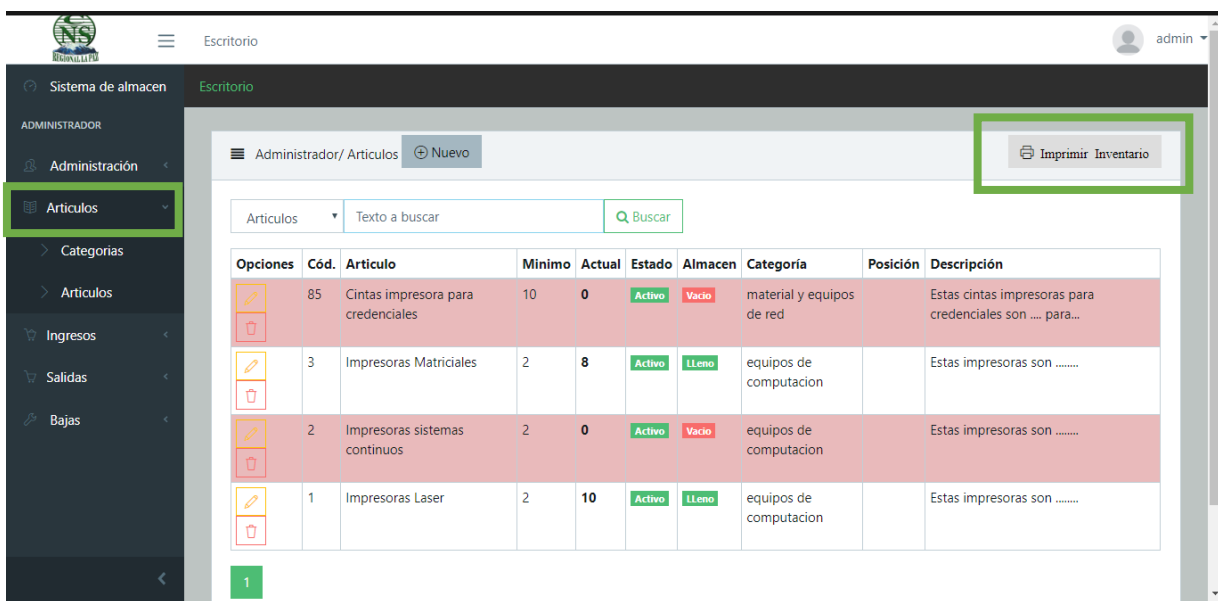 CNS
REGIONAL LA PAZ
Escritorio
admin
Sistema de almacen
Escritorio
ADMINISTRADOR
Administración
Articulos
Categorias
Articulos
Ingresos
Salidas
Bajas
Administrador/ Articulos Nuevo
Imprimir Inventario
Articulos Texto a buscar Buscar
Opciones Cód. Articulo Minimo Actual Estado Almacen Categoría Posición Descripción
85 Cintas impresora para 10 0 Activo Vacio material y equipos Estas cintas impresoras para
credenciales de red credenciales son .... para...
3 Impresoras Matriciales 2 8 Activo LLeno equipos de Estas impresoras son ........
computacion
2 Impresoras sistemas 2 0 Activo Vacio equipos de Estas impresoras son ........
continuos computacion
1 Impresoras Laser 2 10 Activo LLeno equipos de Estas impresoras son ........
computacion
1